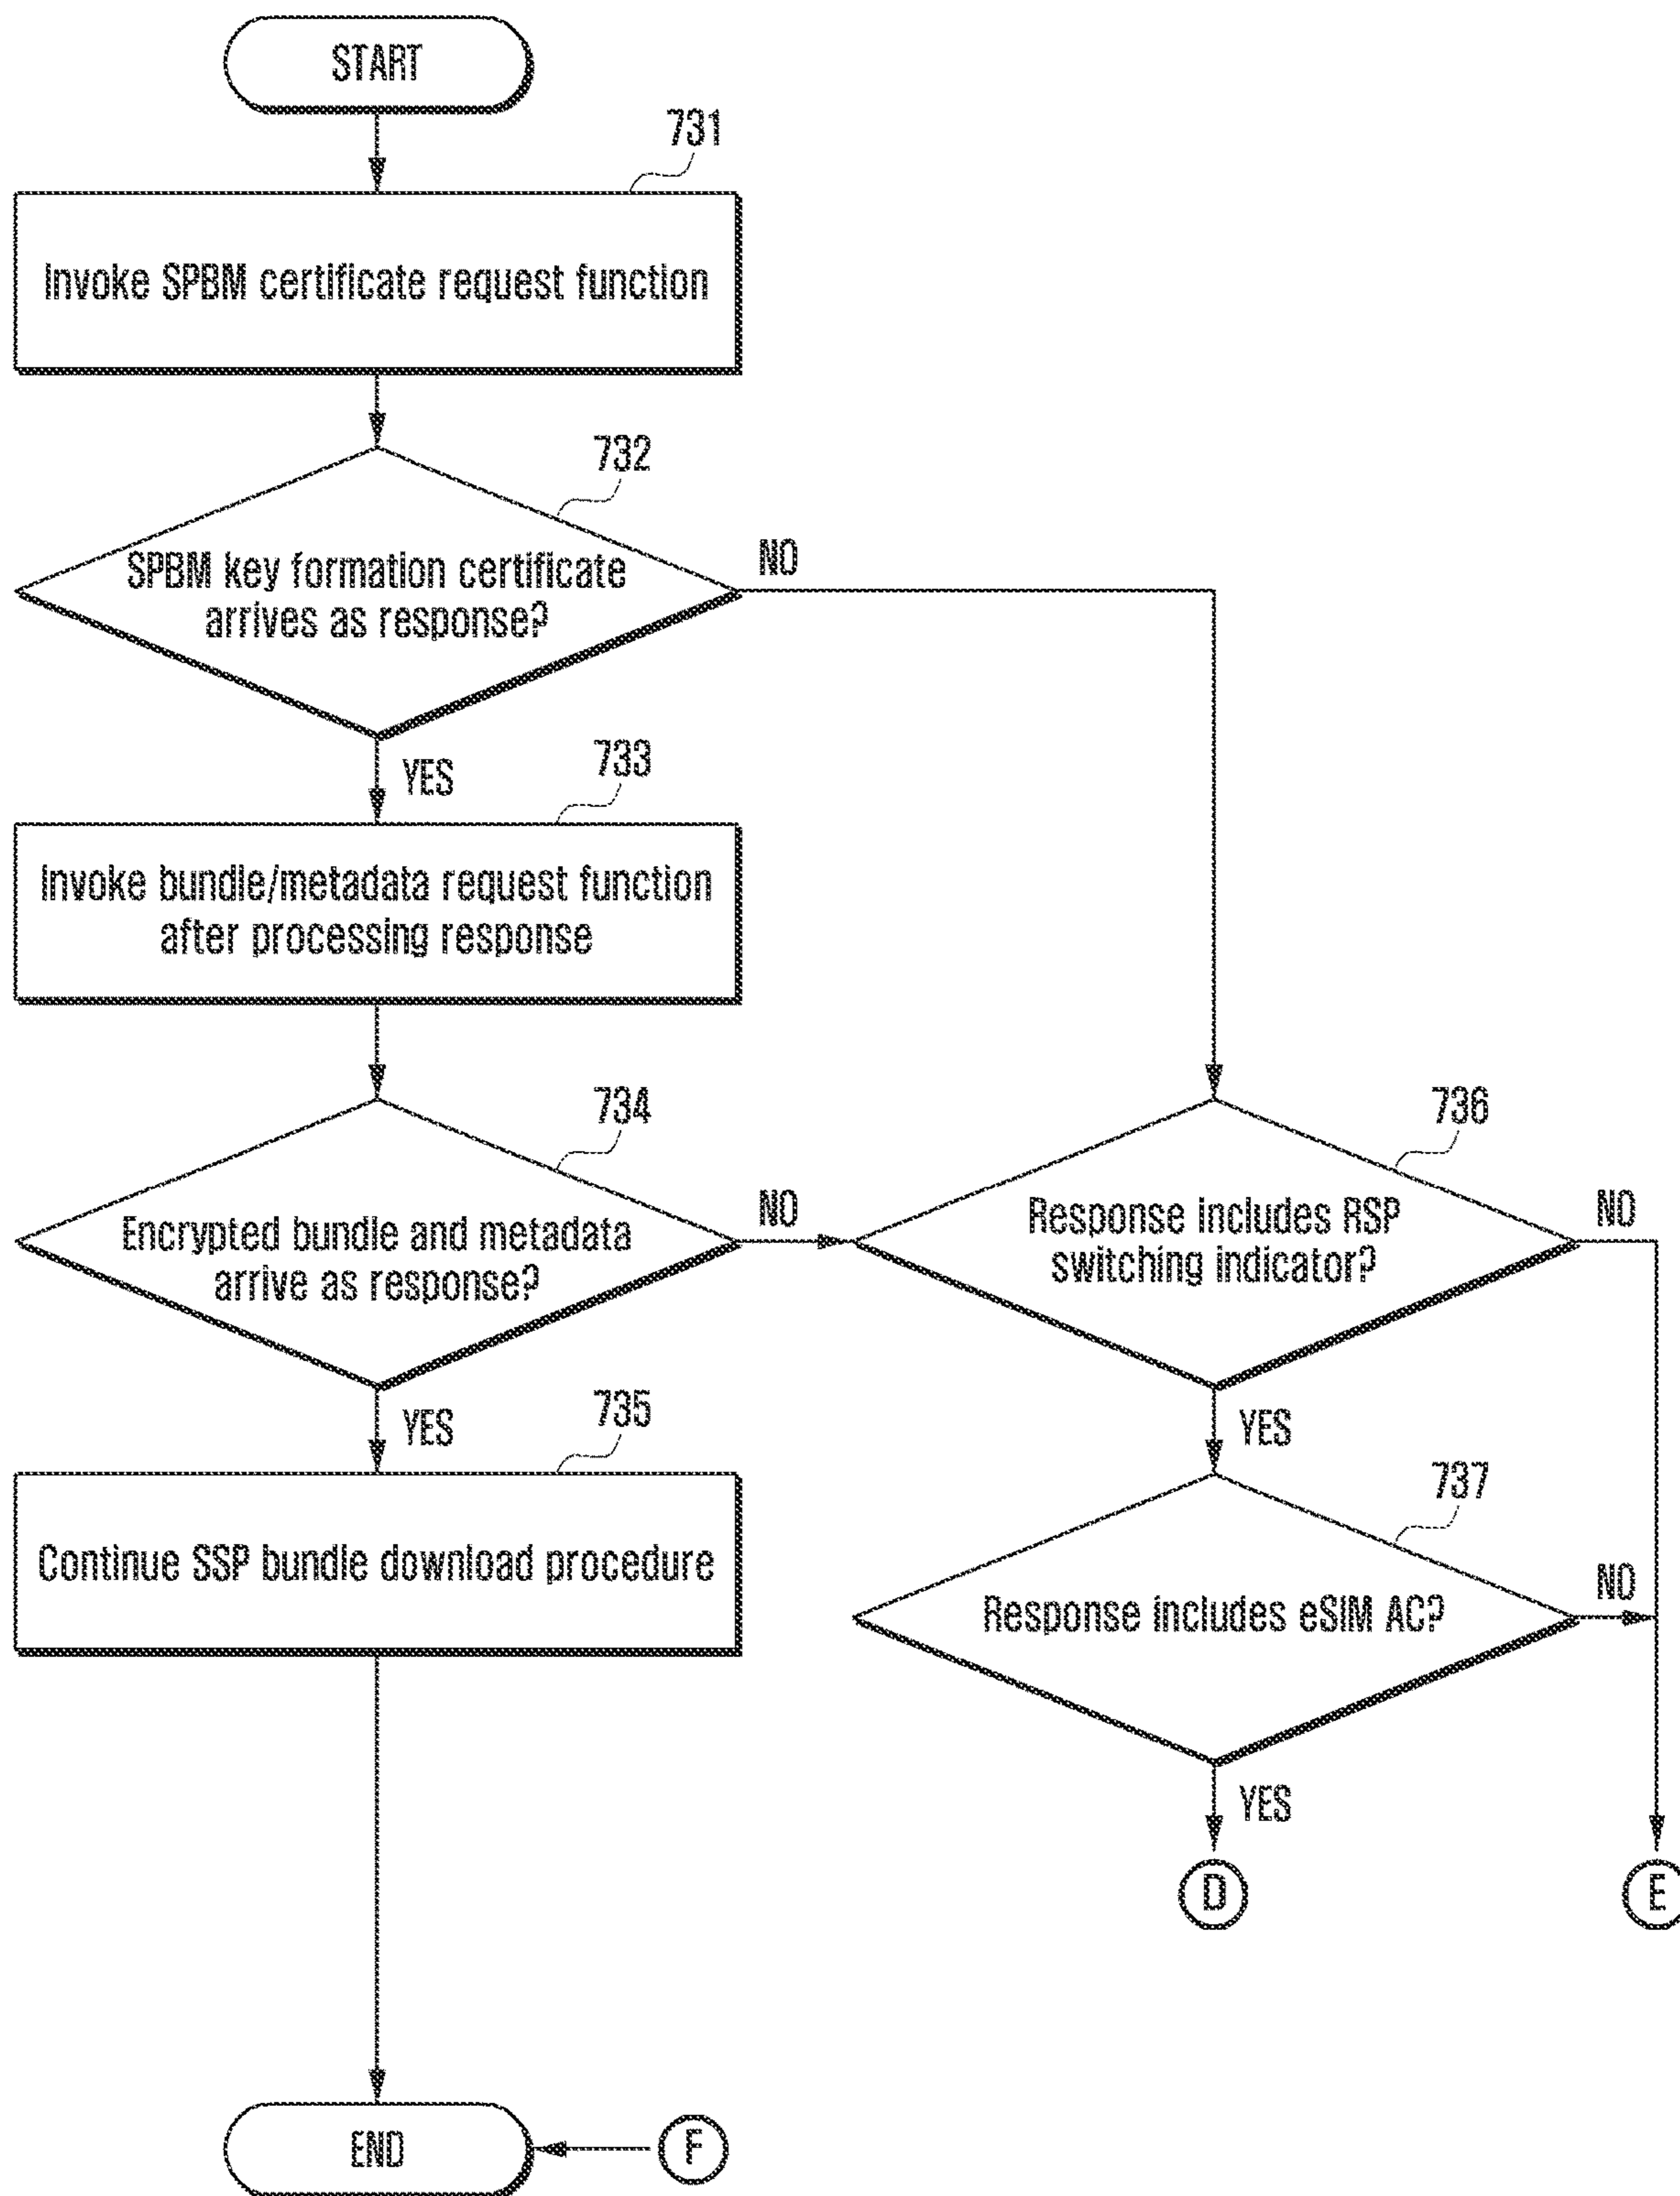 START
731
Invoke SPBM certificate request function
732
SPBM key formation certificate
arrives as response?
NO
YES
733
Invoke bundle/metadata request function
after processing response
734
Encrypted bundle and metadata
arrive as response?
NO
736
Response includes RSP
switching indicator?
NO
YES
YES
735
Continue SSP bundle download procedure
737
Response includes eSIM AC?
NO
YES
D
E
END
F